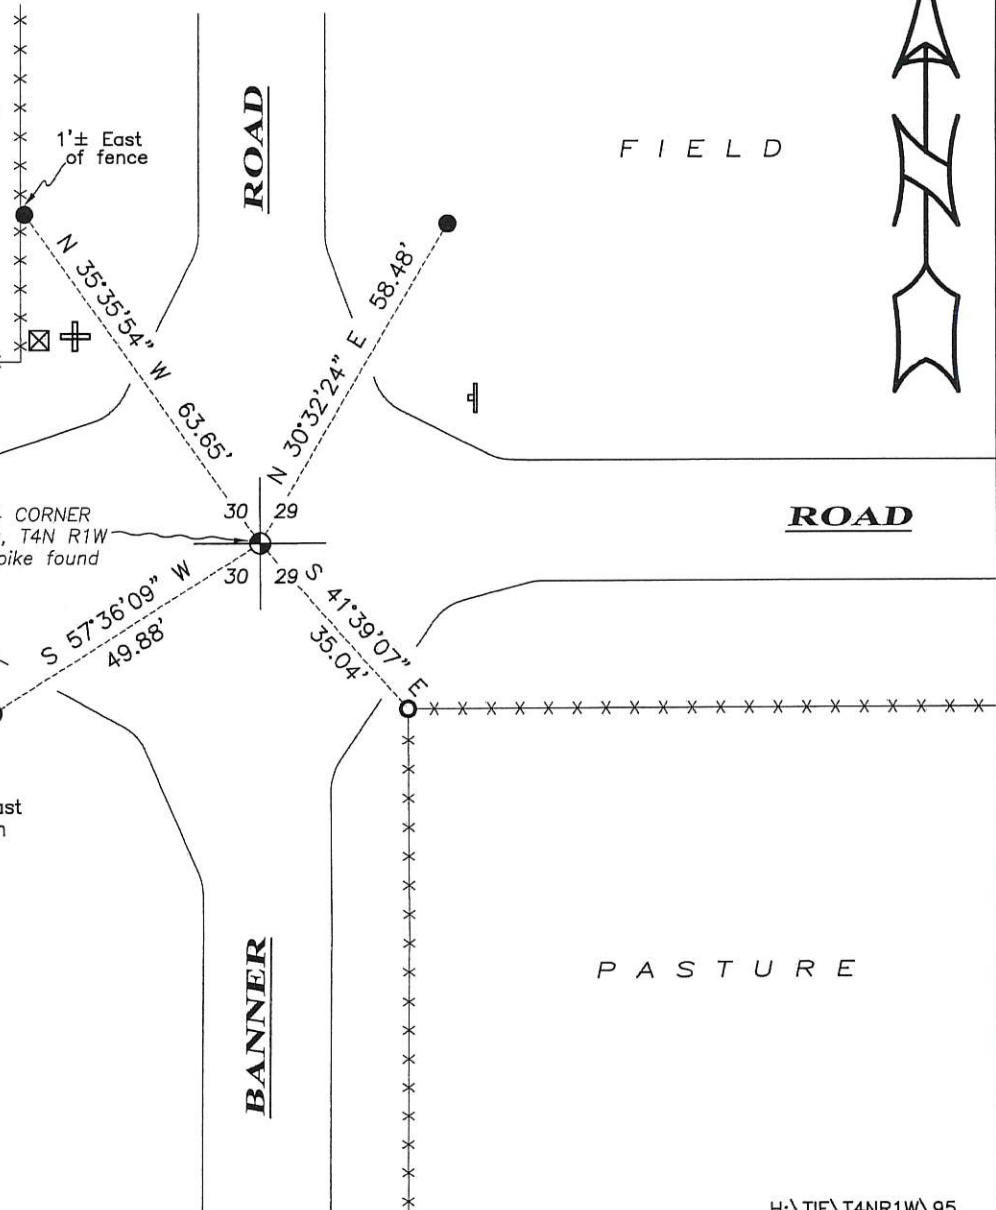 1'± East
of fence
ROAD
FIELD
N
N 35°35'54" W 63.65'
N 30°32'24" E 58.48'
30 29
CORNER
T4N R1W
found
30 29
ROAD
S 57°36'09" W
49.88'
S 41°39'07" E
35.04'
BANNER
PASTURE
H:\TIE\T4NR1W\95